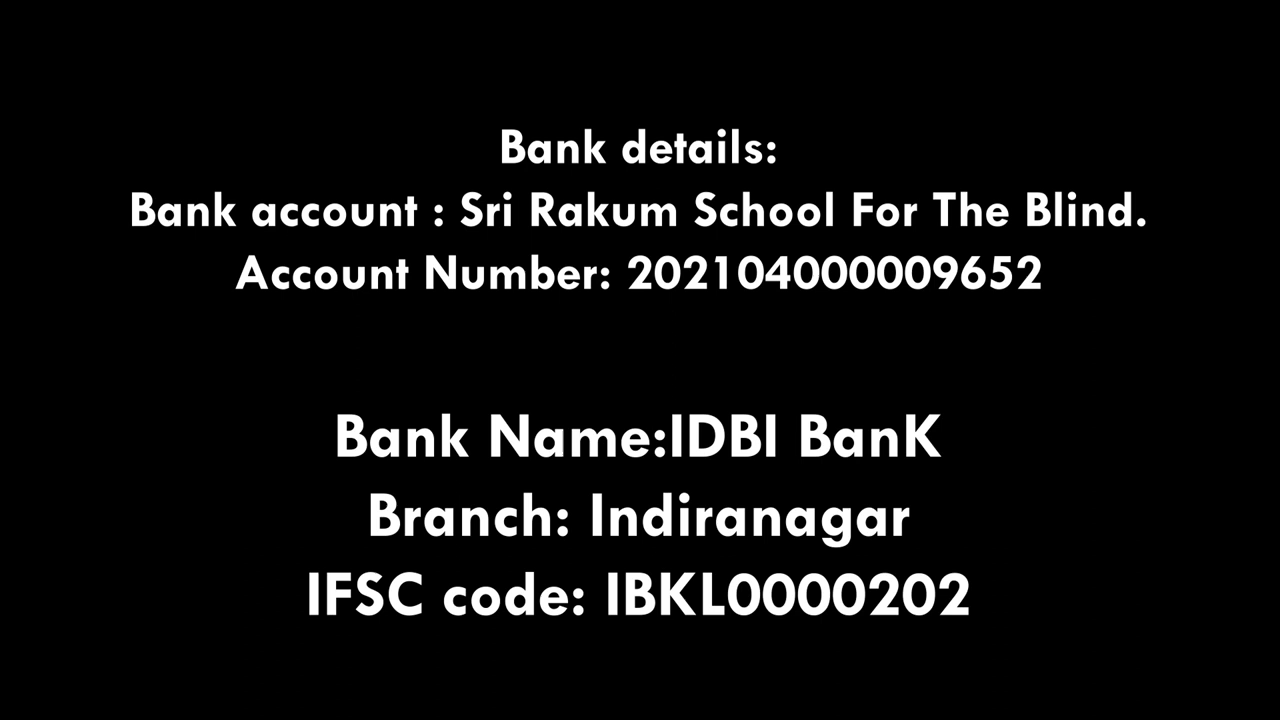 Bank details:
Bank account : Sri Rakum School For The Blind.
Account Number: 202104000009652
Bank Name:IDBI BanK
Branch: Indiranagar
IFSC code: IBKL0000202